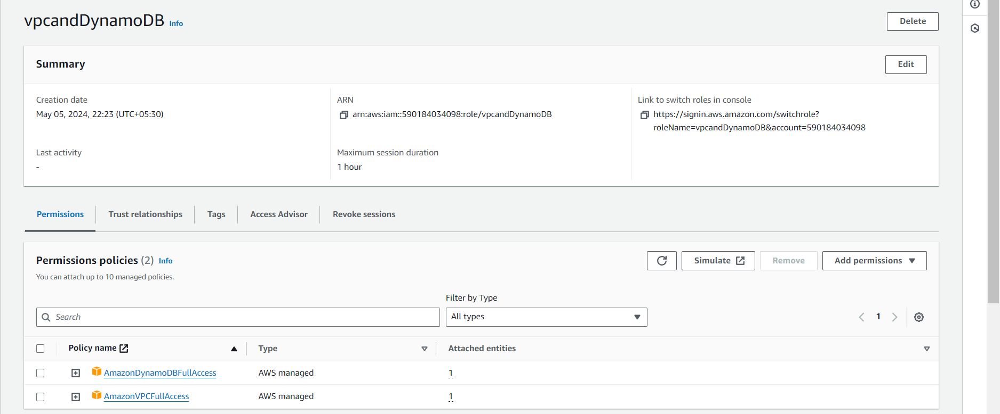 vpcandDynamoDB Info
Delete
Summary
Edit
Creation date
May 05, 2024, 22:23 (UTC+05:30)
ARN
arn:aws:iam::590184034098:role/vpcandDynamoDB
Link to switch roles in console
https://signin.aws.amazon.com/switchrole?
roleName=vpcandDynamoDB&account=590184034098
Last activity
-
Maximum session duration
1 hour
Permissions
Trust relationships
Tags
Access Advisor
Revoke sessions
Permissions policies (2) Info
You can attach up to 10 managed policies.
Simulate
Remove
Add permissions
Filter by Type
Search
All types
1
Policy name
Type
Attached entities
AmazonDynamoDBFullAccess
AWS managed
1
AmazonVPCFullAccess
AWS managed
1